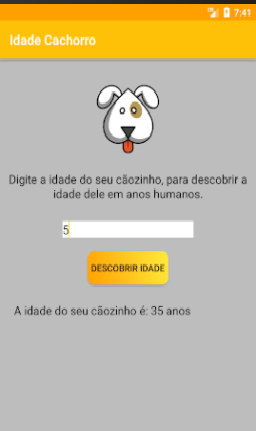 7:41
Idade Cachorro
Digite a idade do seu cãozinho, para descobrir a
idade dele em anos humanos.
5
DESCOBRIR IDADE
A idade do seu cãozinho é: 35 anos